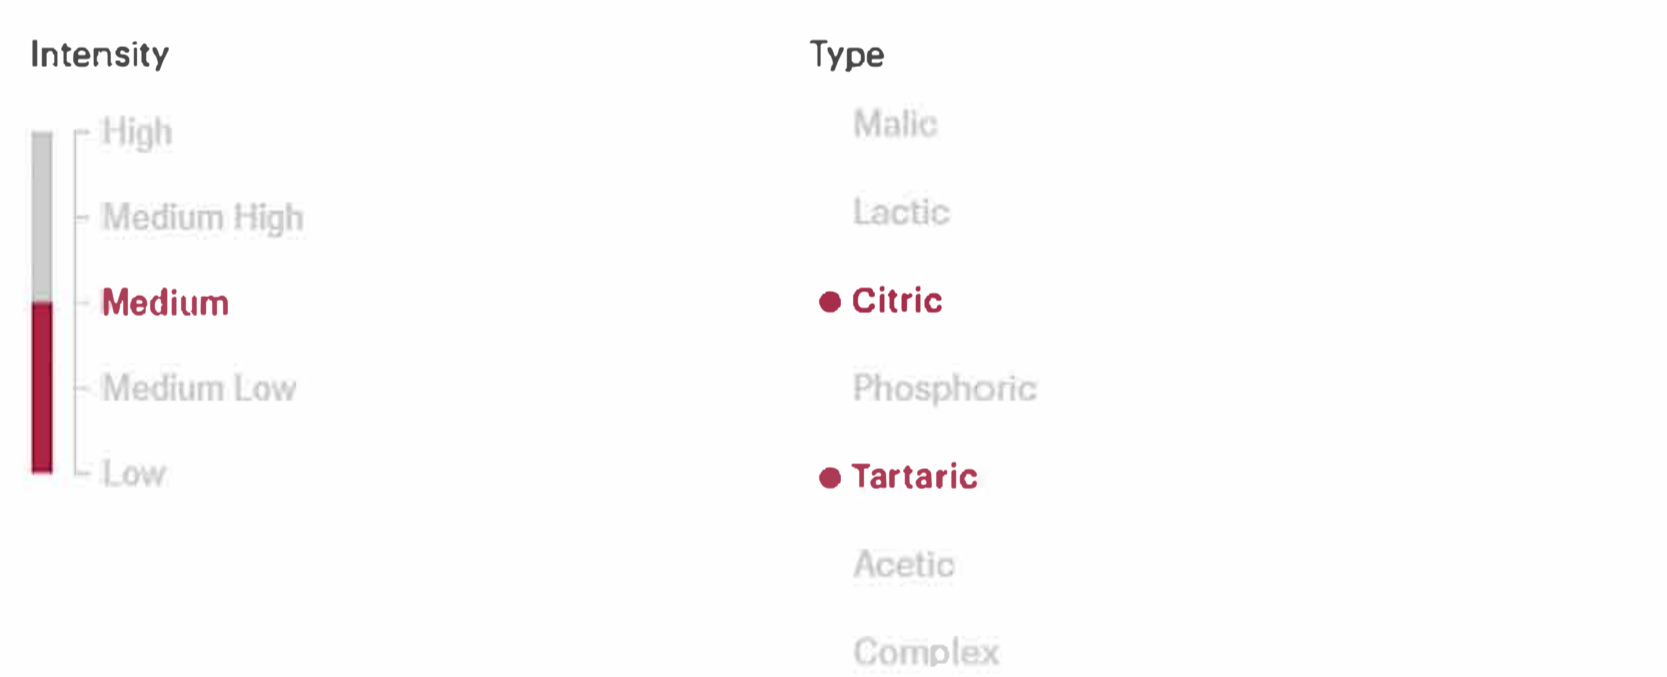 Intensity
High
Medium High
Medium
Medium Low
Low
Type
Malic
Lactic
Citric
Phosphoric
Tartaric
Acetic
Complex